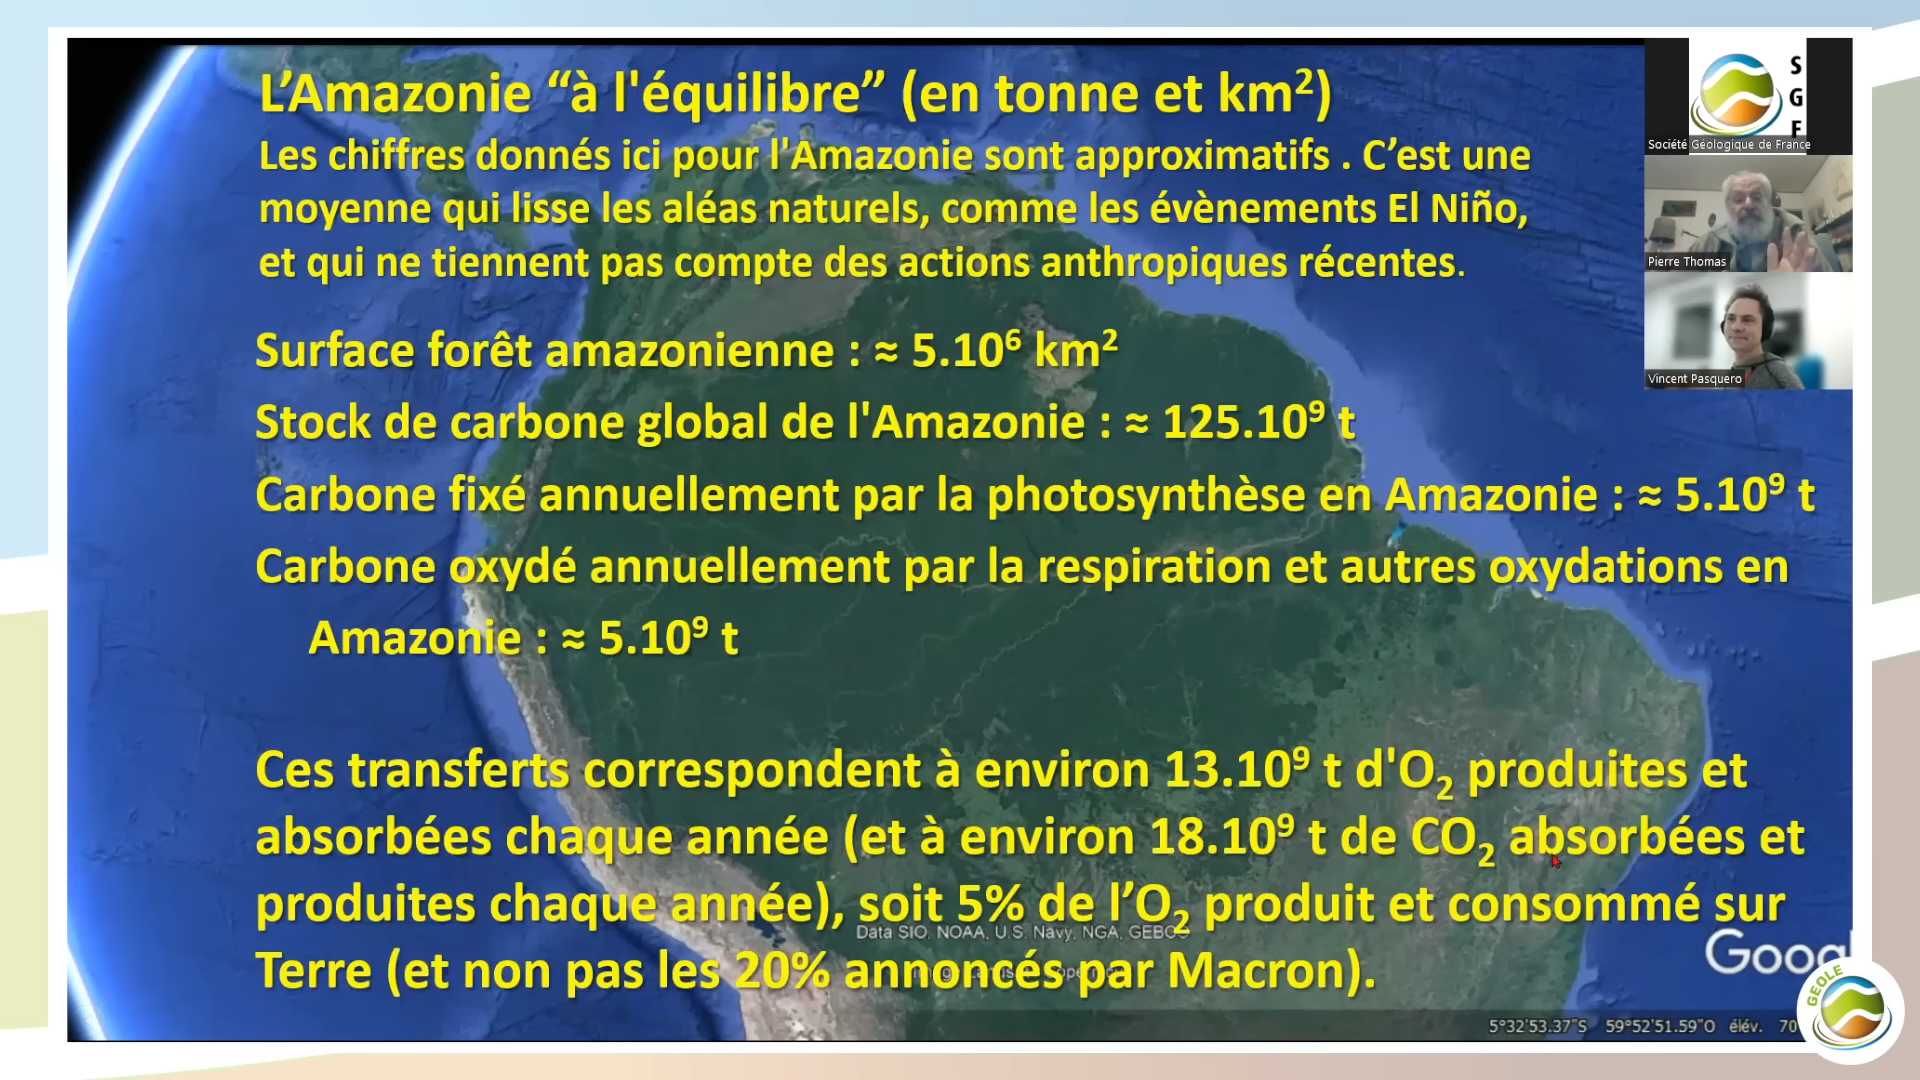 L’Amazonie “à l'équilibre” (en tonne et km²)
Les chiffres donnés ici pour l'Amazonie sont approximatifs . C’est une
moyenne qui lisse les aléas naturels, comme les évènements El Niño,
et qui ne tiennent pas compte des actions anthropiques récentes.
Surface forêt amazonienne : ≈ 5.10⁶ km²
Stock de carbone global de l'Amazonie : ≈ 125.10⁹ t
Carbone fixé annuellement par la photosynthèse en Amazonie : ≈ 5.10⁹ t
Carbone oxydé annuellement par la respiration et autres oxydations en
Amazonie : ≈ 5.10⁹ t
Ces transferts correspondent à environ 13.10⁹ t d'O₂ produites et
absorbées chaque année (et à environ 18.10⁹ t de CO₂ absorbées et
produites chaque année), soit 5% de l’O₂ produit et consommé sur
Terre (et non pas les 20% annoncés par Macron).
Data SIO, NOAA, U.S. Navy, NGA, GEBCO
5°32'53.37"S 59°52'51.59"O élév. 70
SGF
Société Géologique de France
Pierre Thomas
Vincent Pasquero
GEOLE